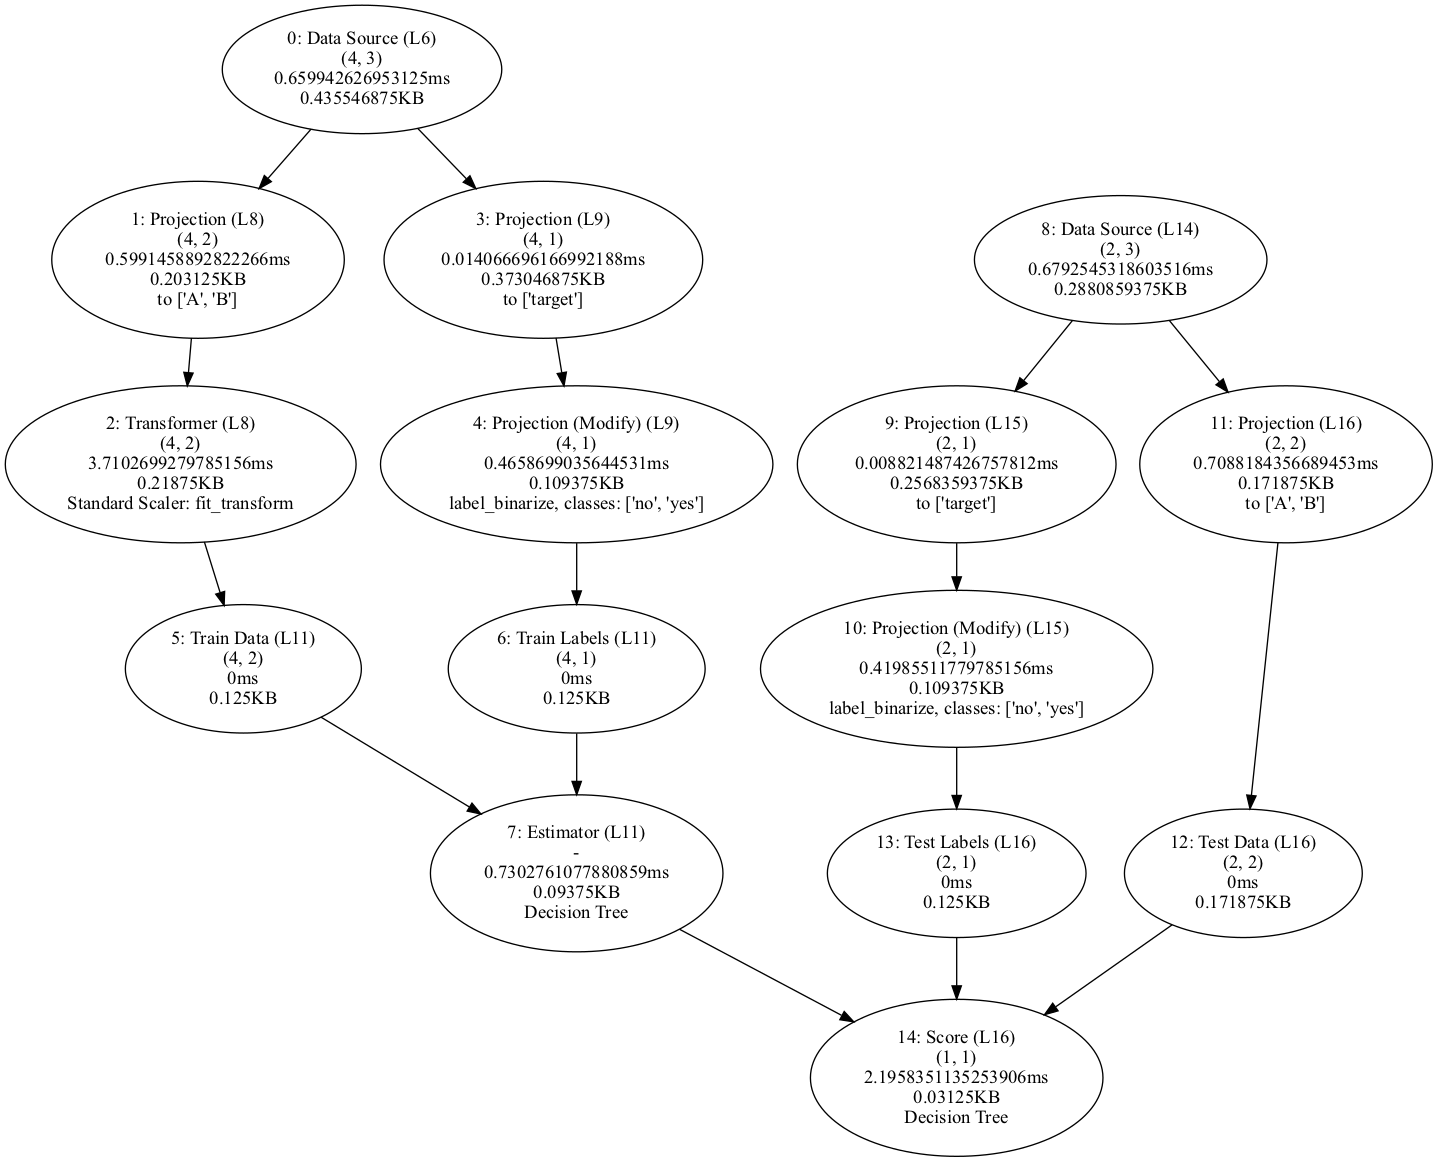 0: Data Source (L6)
(4, 3)
0.659942626953125ms
0.435546875KB
1: Projection (L8)
(4, 2)
0.5991458892822266ms
0.203125KB
to ['A', 'B']
3: Projection (L9)
(4, 1)
0.014066696166992188ms
0.373046875KB
to ['target']
8: Data Source (L14)
(2, 3)
0.6792545318603516ms
0.2880859375KB
2: Transformer (L8)
(4, 2)
3.7102699279785156ms
0.21875KB
Standard Scaler: fit_transform
4: Projection (Modify) (L9)
(4, 1)
0.4658699035644531ms
0.109375KB
label_binarize, classes: ['no', 'yes']
9: Projection (L15)
(2, 1)
0.008821487426757812ms
0.2568359375KB
to ['target']
11: Projection (L16)
(2, 2)
0.7088184356689453ms
0.171875KB
to ['A', 'B']
5: Train Data (L11)
(4, 2)
0ms
0.125KB
6: Train Labels (L11)
(4, 1)
0ms
0.125KB
10: Projection (Modify) (L15)
(2, 1)
0.41985511779785156ms
0.109375KB
label_binarize, classes: ['no', 'yes']
7: Estimator (L11)
-
0.7302761077880859ms
0.09375KB
Decision Tree
13: Test Labels (L16)
(2, 1)
0ms
0.125KB
12: Test Data (L16)
(2, 2)
0ms
0.171875KB
14: Score (L16)
(1, 1)
2.1958351135253906ms
0.03125KB
Decision Tree